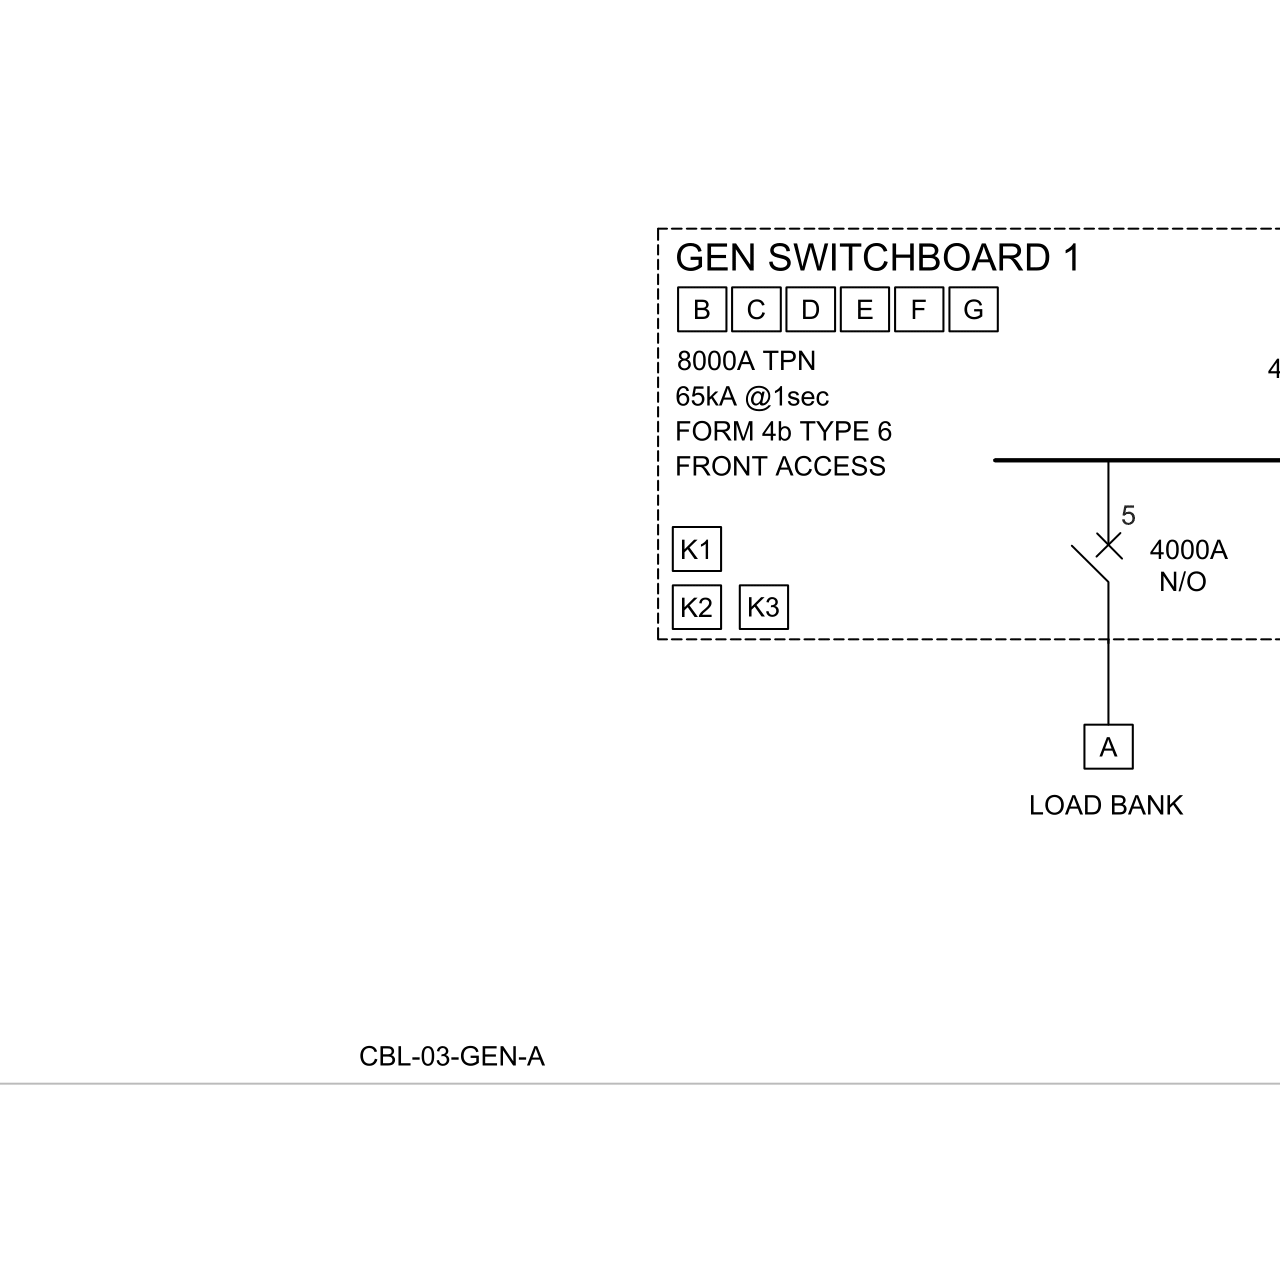 GEN SWITCHBOARD 1
B C D E F G
8000A TPN
4
65kA @1sec
FORM 4b TYPE 6
FRONT ACCESS
5
K1
4000A
N/O
K2 K3
A
LOAD BANK
CBL-03-GEN-A